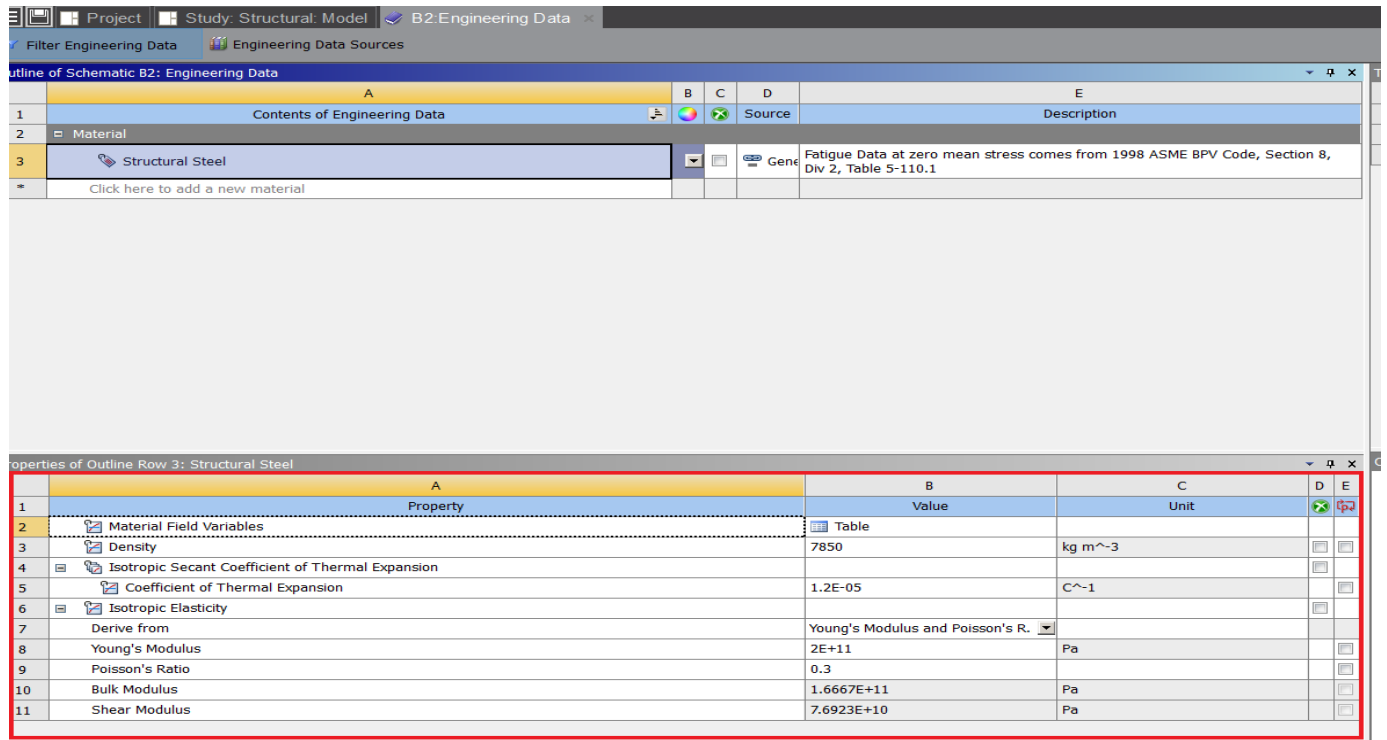 Project Study: Structural: Model B2:Engineering Data ×
Filter Engineering Data Engineering Data Sources
utline of Schematic B2: Engineering Data
A B C D E
1 Contents of Engineering Data Source Description
2 Material
3 Structural Steel Gene Fatigue Data at zero mean stress comes from 1998 ASME BPV Code, Section 8,
Div 2, Table 5-110.1
* Click here to add a new material
roperties of Outline Row 3: Structural Steel
A B C D E
1 Property Value Unit
2 Material Field Variables Table
3 Density 7850 kg m^-3
4 Isotropic Secant Coefficient of Thermal Expansion
5 Coefficient of Thermal Expansion 1.2E-05 C^-1
6 Isotropic Elasticity
7 Derive from Young's Modulus and Poisson's R.
8 Young's Modulus 2E+11 Pa
9 Poisson's Ratio 0.3
10 Bulk Modulus 1.6667E+11 Pa
11 Shear Modulus 7.6923E+10 Pa